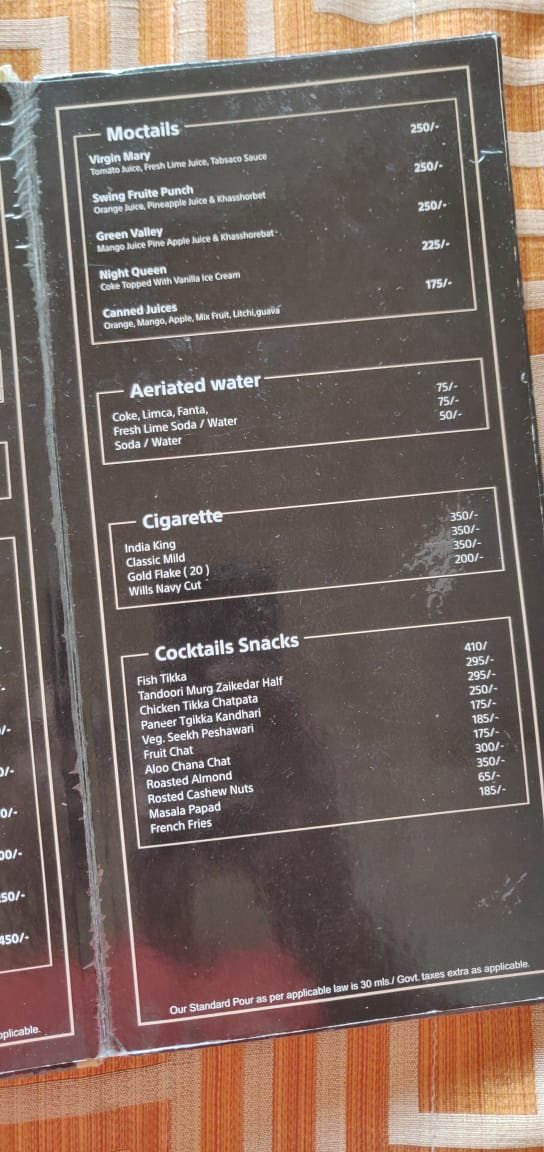 Moctails
Virgin Mary 250/-
Tomato Juice, Fresh Lime Juice, Tabsaco Sauce
Swing Fruite Punch 250/-
Orange Juice, Pineapple Juice & Khasshorbet
Green Valley 250/-
Mango Juice Pine Apple Juice & Khasshorebat
Night Queen 225/-
Coke Topped With Vanilla Ice Cream
Canned Juices 175/-
Orange, Mango, Apple, Mix Fruit, Litchi,guava
Aeriated water
Coke, Limca, Fanta, 75/-
Fresh Lime Soda / Water 75/-
Soda / Water 50/-
Cigarette
India King 350/-
Classic Mild 350/-
Gold Flake ( 20 ) 350/-
Wills Navy Cut 200/-
Cocktails Snacks
Fish Tikka 410/
Tandoori Murg Zaikedar Half 295/-
Chicken Tikka Chatpata 295/-
Paneer Tgikka Kandhari 250/-
Veg. Seekh Peshawari 175/-
Fruit Chat 185/-
Aloo Chana Chat 175/-
Roasted Almond 300/-
Rosted Cashew Nuts 350/-
Masala Papad 65/-
French Fries 185/-
Our Standard Pour as per applicable law is 30 mls./ Govt. taxes extra as applicable.